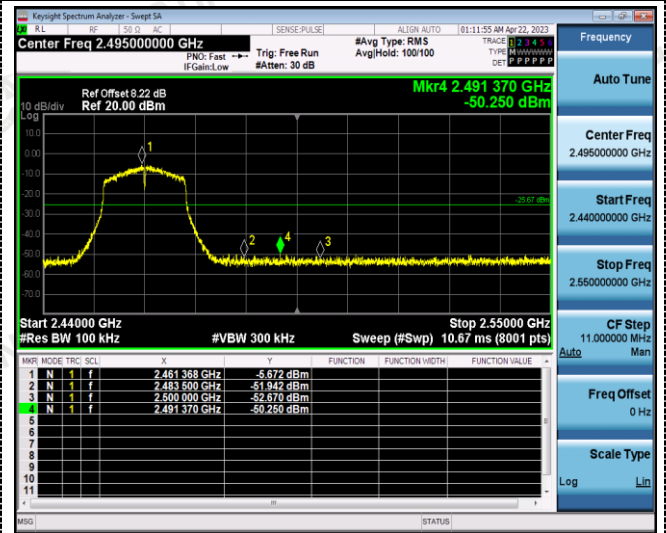 Keysight Spectrum Analyzer - Swept SA
RL RF 50 Ω AC SENSE:PULSE ALIGN AUTO 01:11:55 AM Apr 22, 2023
Center Freq 2.495000000 GHz #Avg Type: RMS TRACE 1 2 3 4 5 6
PNO: Fast Trig: Free Run Avg|Hold: 100/100 TYPE M WWWWW
IFGain:Low #Atten: 30 dB DET P P P P P P
Mkr4 2.491 370 GHz
-50.250 dBm
Ref Offset 8.22 dB
10 dB/div Ref 20.00 dBm
Log
10.0
0.00
-10.0
-20.0
-30.0
-40.0
-50.0
-60.0
-70.0
1
2
4
3
-25.67 dBm
Start 2.44000 GHz Stop 2.55000 GHz
#Res BW 100 kHz #VBW 300 kHz Sweep (#Swp) 10.67 ms (8001 pts)
MKR MODE TRC SCL X Y FUNCTION FUNCTION WIDTH FUNCTION VALUE
1 N 1 f 2.461 368 GHz -5.672 dBm
2 N 1 f 2.483 500 GHz -51.942 dBm
3 N 1 f 2.500 000 GHz -52.670 dBm
4 N 1 f 2.491 370 GHz -50.250 dBm
5
6
7
8
9
10
11
MSG STATUS
Frequency
Auto Tune
Center Freq
2.495000000 GHz
Start Freq
2.440000000 GHz
Stop Freq
2.550000000 GHz
CF Step
11.000000 MHz
Auto Man
Freq Offset
0 Hz
Scale Type
Log Lin